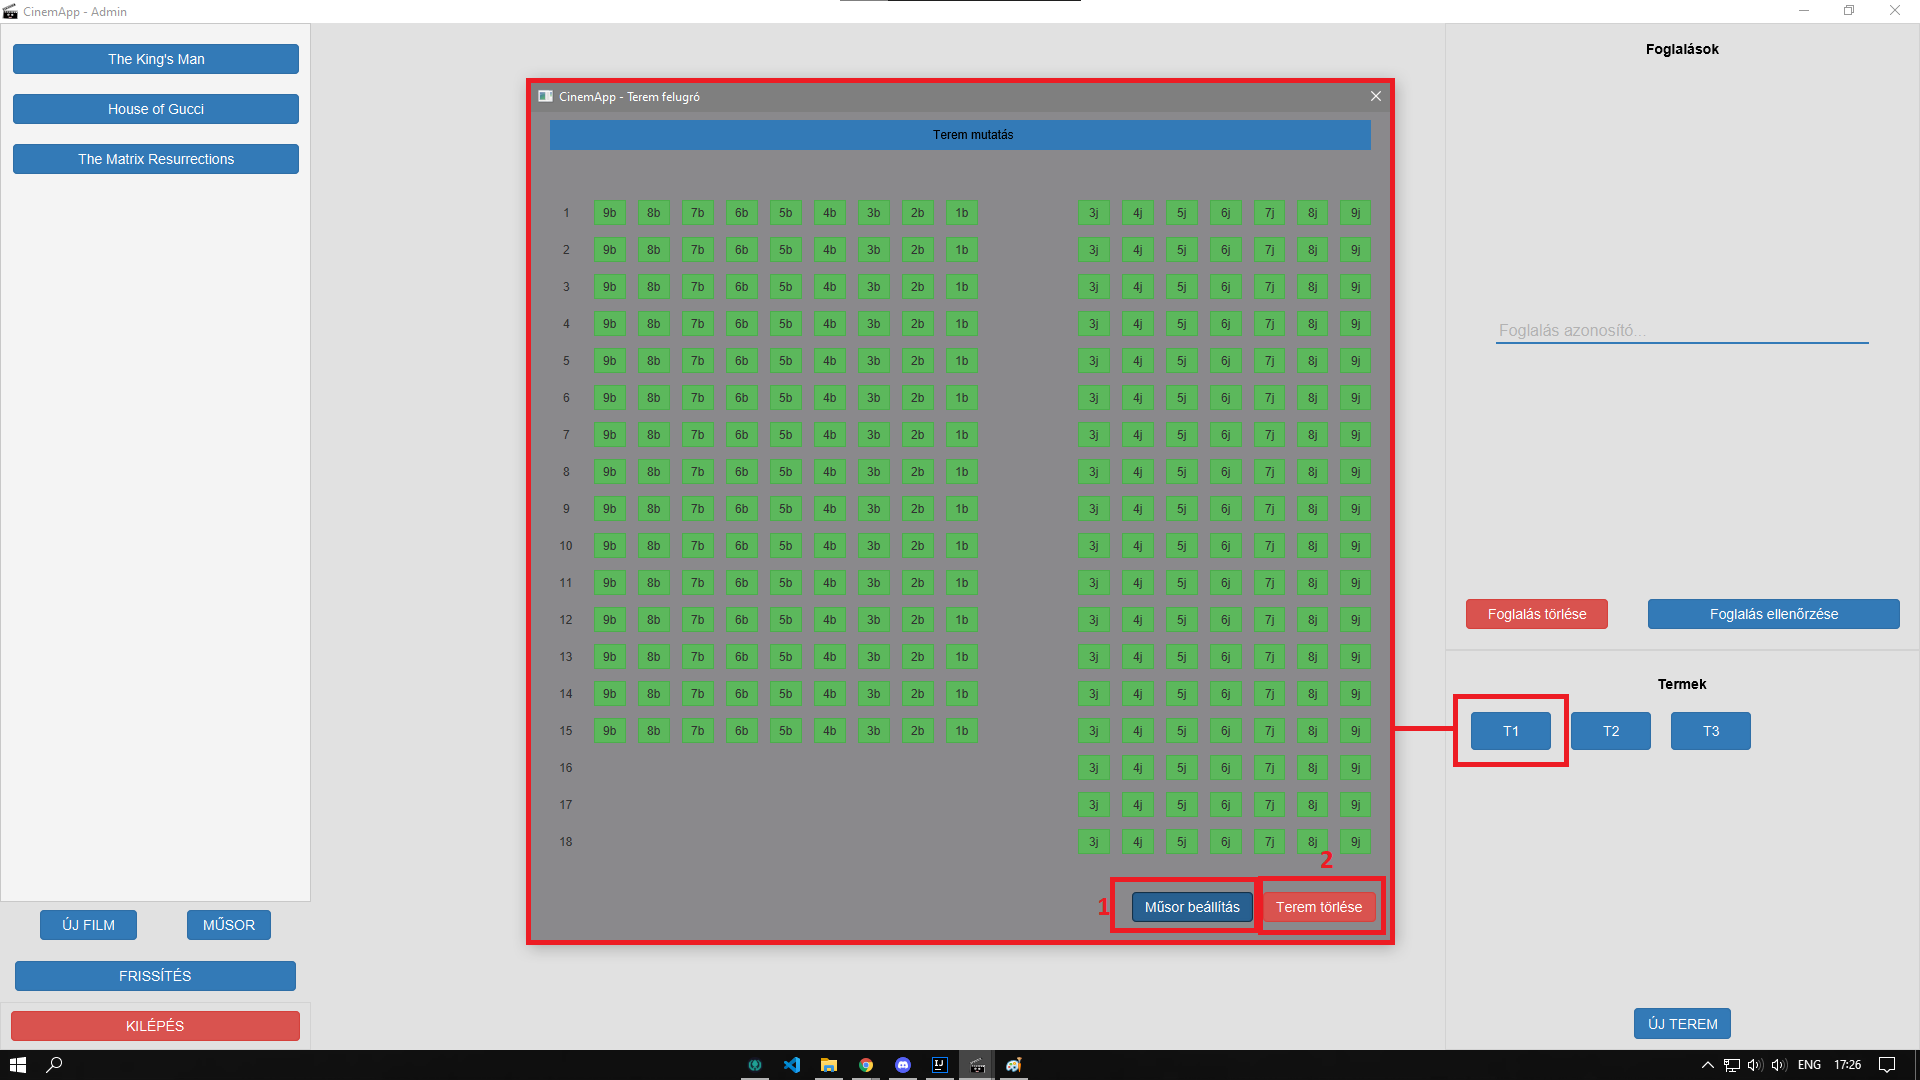 CinemApp - Admin
The King's Man
House of Gucci
The Matrix Resurrections
ÚJ FILM MŰSOR
FRISSÍTÉS
KILÉPÉS
CinemApp - Terem felugró
Terem mutatás
1 9b 8b 7b 6b 5b 4b 3b 2b 1b 3j 4j 5j 6j 7j 8j 9j
2 9b 8b 7b 6b 5b 4b 3b 2b 1b 3j 4j 5j 6j 7j 8j 9j
3 9b 8b 7b 6b 5b 4b 3b 2b 1b 3j 4j 5j 6j 7j 8j 9j
4 9b 8b 7b 6b 5b 4b 3b 2b 1b 3j 4j 5j 6j 7j 8j 9j
5 9b 8b 7b 6b 5b 4b 3b 2b 1b 3j 4j 5j 6j 7j 8j 9j
6 9b 8b 7b 6b 5b 4b 3b 2b 1b 3j 4j 5j 6j 7j 8j 9j
7 9b 8b 7b 6b 5b 4b 3b 2b 1b 3j 4j 5j 6j 7j 8j 9j
8 9b 8b 7b 6b 5b 4b 3b 2b 1b 3j 4j 5j 6j 7j 8j 9j
9 9b 8b 7b 6b 5b 4b 3b 2b 1b 3j 4j 5j 6j 7j 8j 9j
10 9b 8b 7b 6b 5b 4b 3b 2b 1b 3j 4j 5j 6j 7j 8j 9j
11 9b 8b 7b 6b 5b 4b 3b 2b 1b 3j 4j 5j 6j 7j 8j 9j
12 9b 8b 7b 6b 5b 4b 3b 2b 1b 3j 4j 5j 6j 7j 8j 9j
13 9b 8b 7b 6b 5b 4b 3b 2b 1b 3j 4j 5j 6j 7j 8j 9j
14 9b 8b 7b 6b 5b 4b 3b 2b 1b 3j 4j 5j 6j 7j 8j 9j
15 9b 8b 7b 6b 5b 4b 3b 2b 1b 3j 4j 5j 6j 7j 8j 9j
16 3j 4j 5j 6j 7j 8j 9j
17 3j 4j 5j 6j 7j 8j 9j
18 3j 4j 5j 6j 7j 8j 9j
2
1 Műsor beállítás Terem törlése
Foglalások
Foglalás azonosító...
Foglalás törlése Foglalás ellenőrzése
Termek
T1 T2 T3
ÚJ TEREM
IJ
ENG 17:26